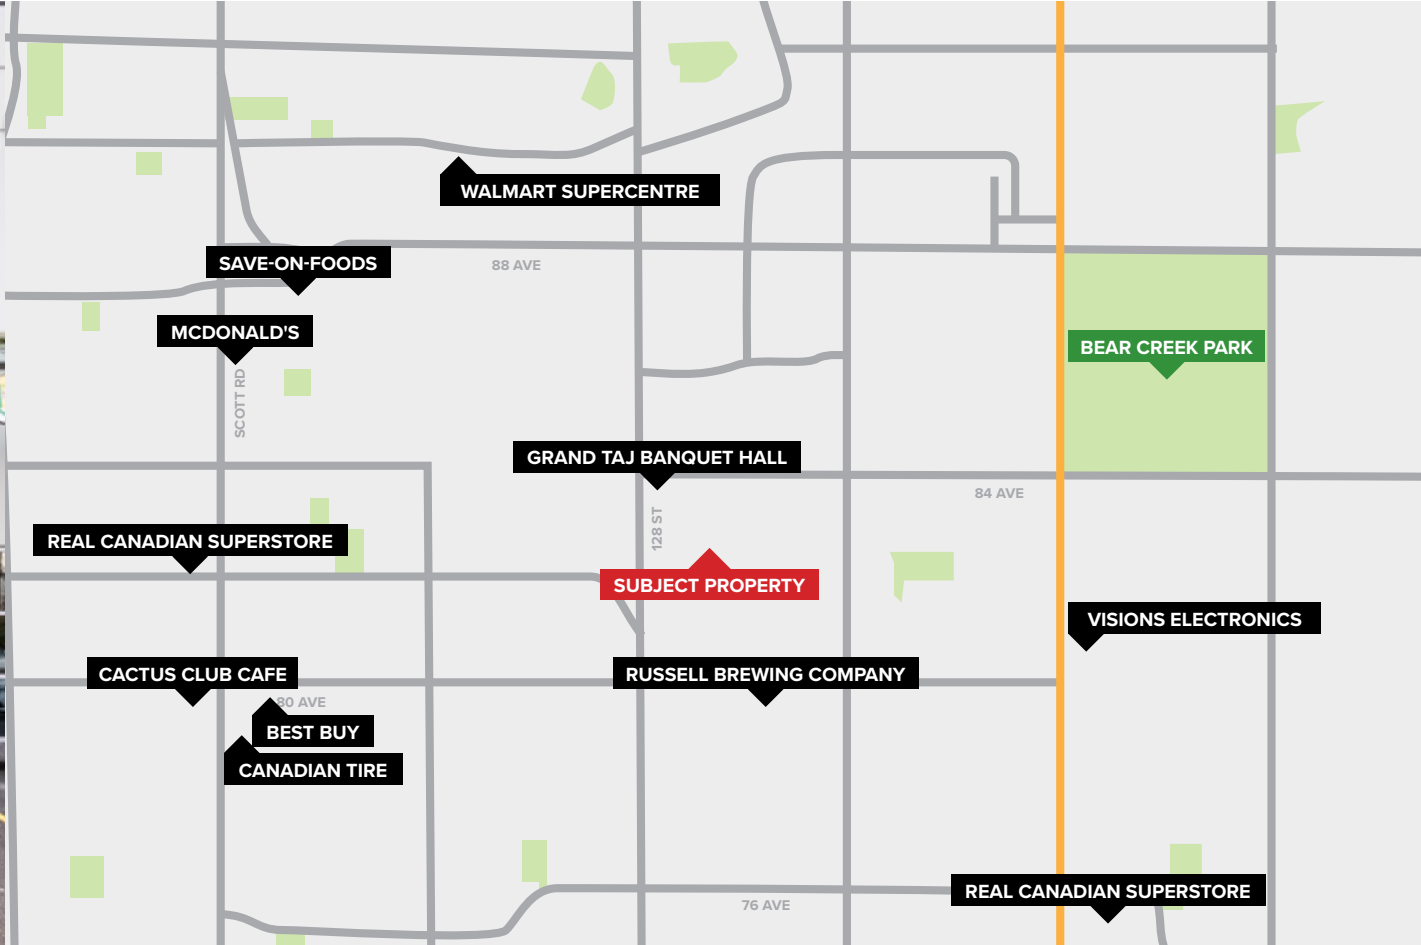 WALMART SUPERCENTRE
SAVE-ON-FOODS
88 AVE
MCDONALD'S
BEAR CREEK PARK
SCOTT RD
GRAND TAJ BANQUET HALL
84 AVE
128 ST
REAL CANADIAN SUPERSTORE
SUBJECT PROPERTY
VISIONS ELECTRONICS
CACTUS CLUB CAFE
RUSSELL BREWING COMPANY
80 AVE
BEST BUY
CANADIAN TIRE
REAL CANADIAN SUPERSTORE
76 AVE